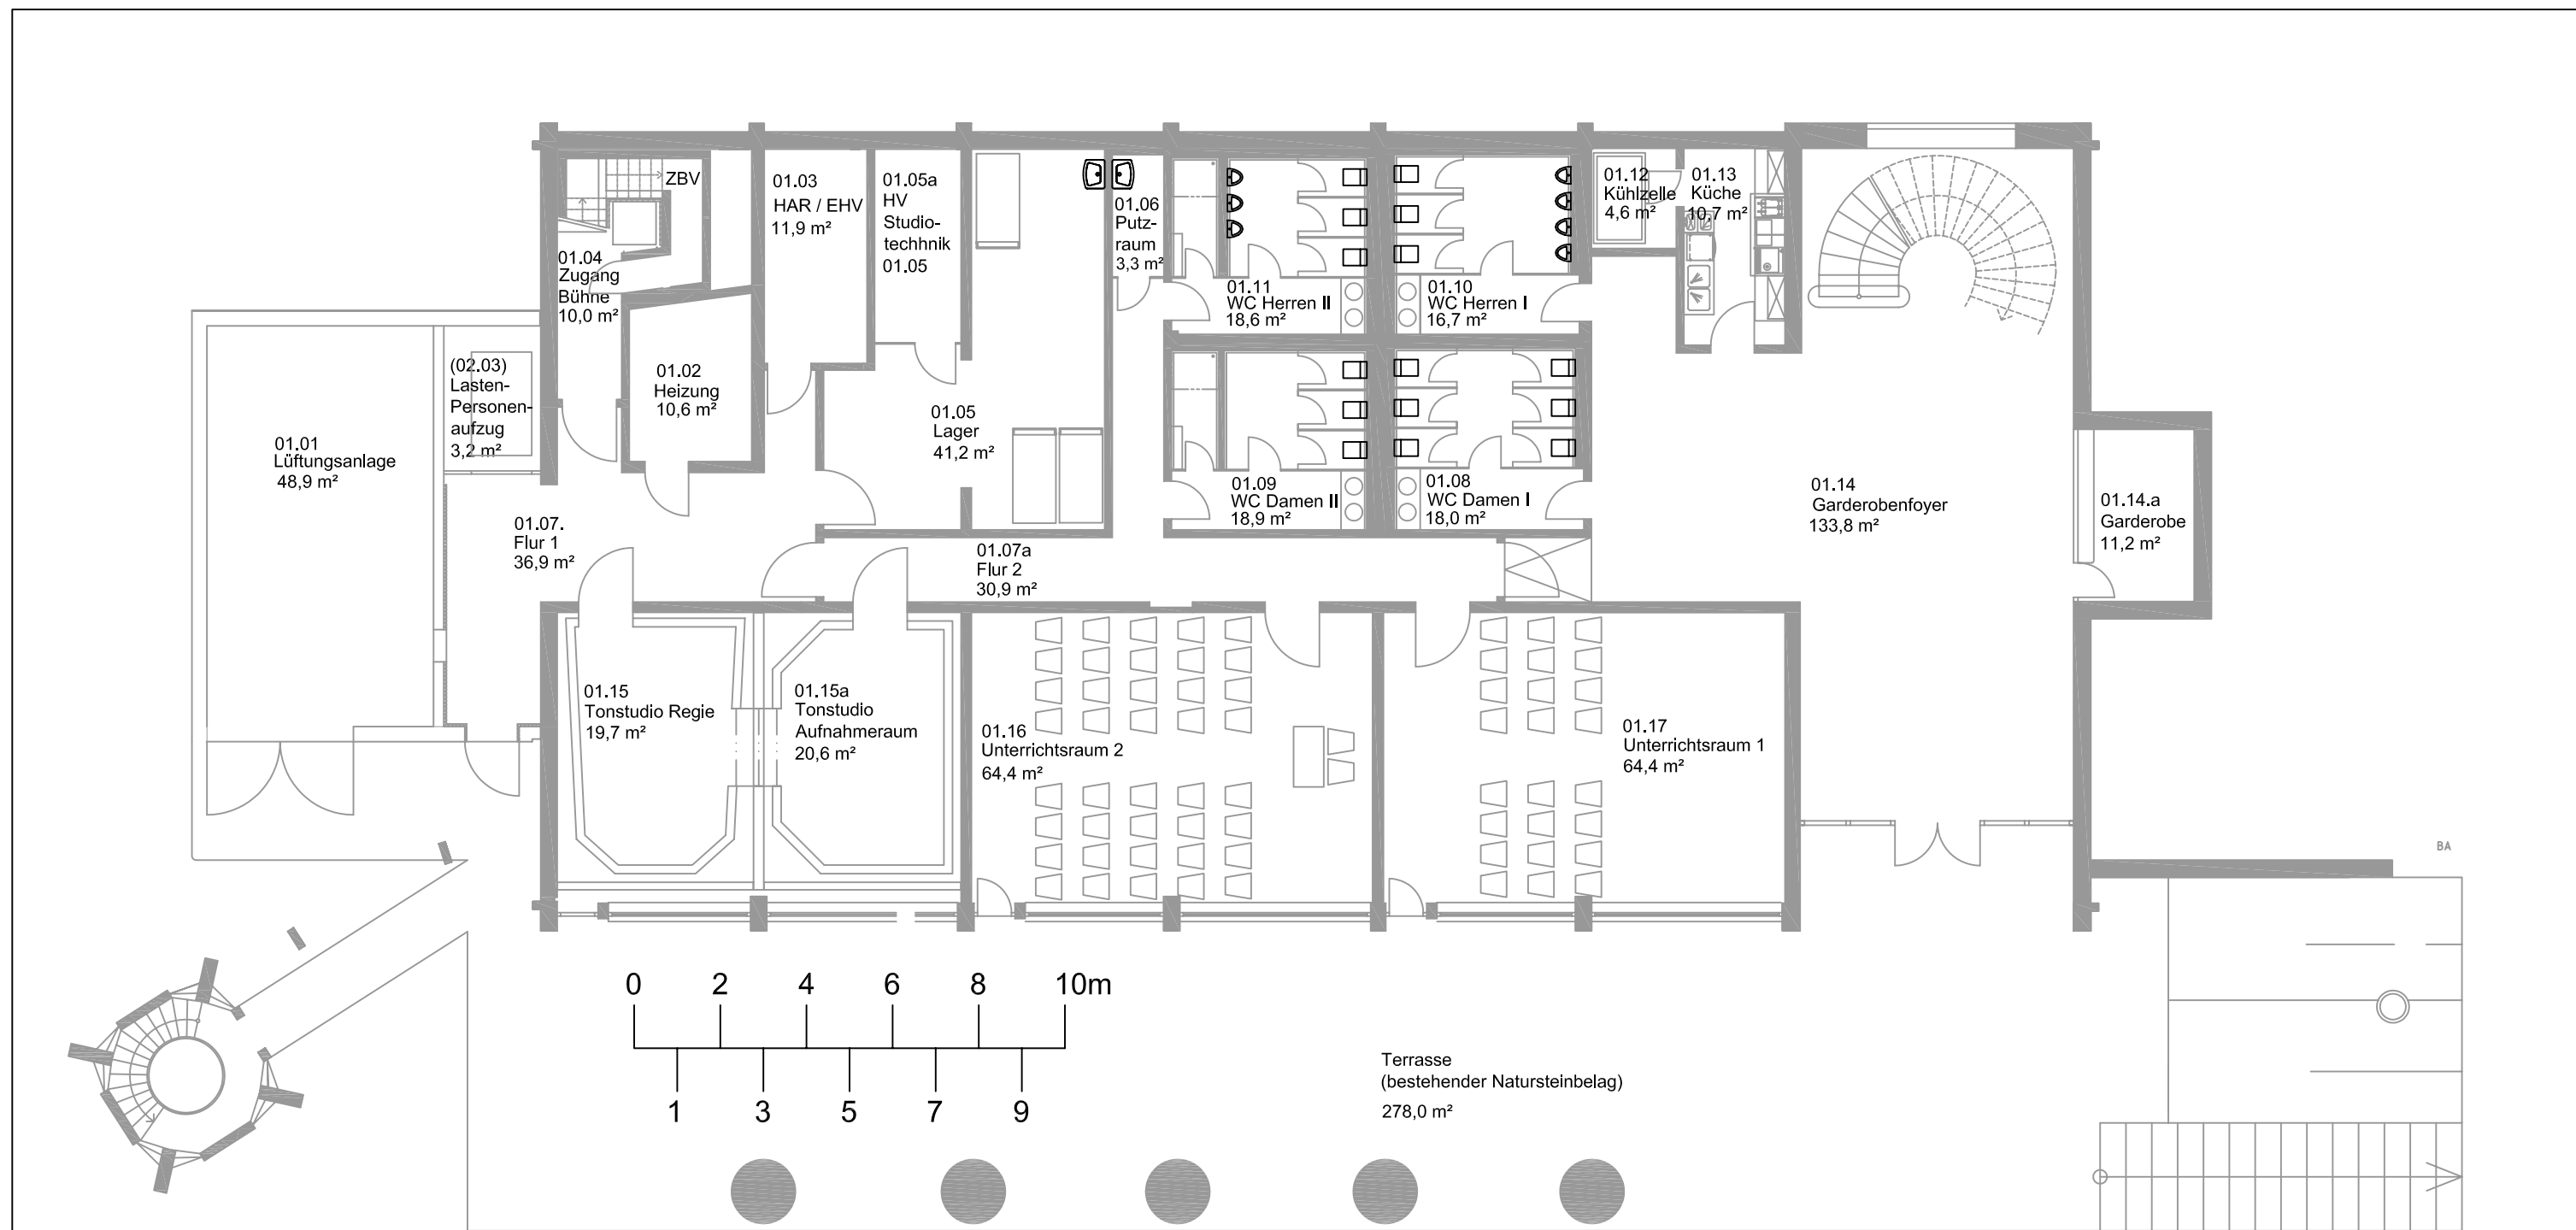 ZBV
01.03
HAR / EHV
11,9 m²
01.05a
HV
Studio-
techhnik
01.05
01.06
Putz-
raum
3,3 m²
01.12
Kühlzelle
4,6 m²
01.13
Küche
10,7 m²
01.04
Zugang
Bühne
10,0 m²
01.11
WC Herren II
18,6 m²
01.10
WC Herren I
16,7 m²
(02.03)
Lasten-
Personen-
aufzug
3,2 m²
01.02
Heizung
10,6 m²
01.05
Lager
41,2 m²
01.01
Lüftungsanlage
48,9 m²
01.09
WC Damen II
18,9 m²
01.08
WC Damen I
18,0 m²
01.14
Garderobenfoyer
133,8 m²
01.14.a
Garderobe
11,2 m²
01.07.
Flur 1
36,9 m²
01.07a
Flur 2
30,9 m²
01.15
Tonstudio Regie
19,7 m²
01.15a
Tonstudio
Aufnahmeraum
20,6 m²
01.16
Unterrichtsraum 2
64,4 m²
01.17
Unterrichtsraum 1
64,4 m²
BA
0 2 4 6 8 10m
1 3 5 7 9
Terrasse
(bestehender Natursteinbelag)
278,0 m²